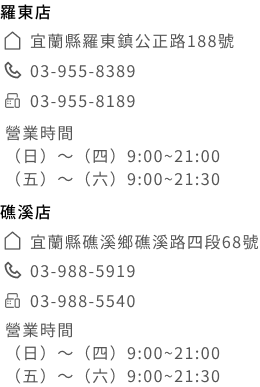 羅東店
宜蘭縣羅東鎮公正路188號
03-955-8389
03-955-8189
營業時間
（日）～（四）9:00~21:00
（五）～（六）9:00~21:30
礁溪店
宜蘭縣礁溪鄉礁溪路四段68號
03-988-5919
03-988-5540
營業時間
（日）～（四）9:00~21:00
（五）～（六）9:00~21:30